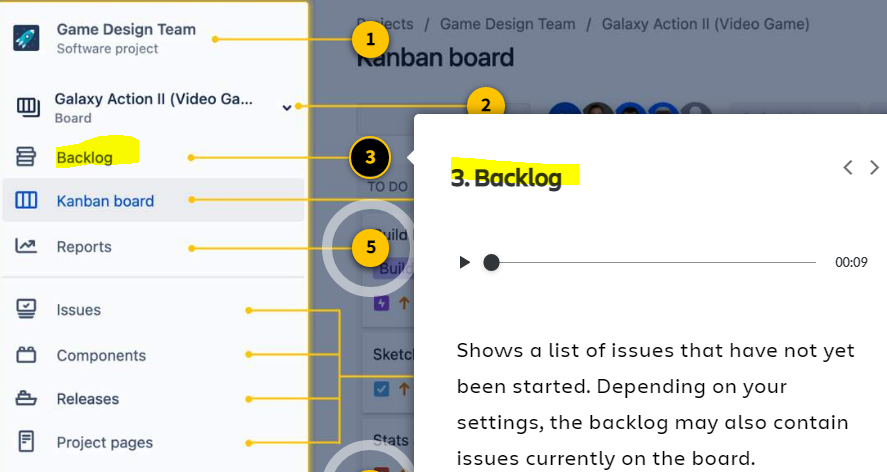 Game Design Team
Software project
1
Projects / Game Design Team / Galaxy Action II (Video Game)
Kanban board
Galaxy Action II (Video Ga...
Board
2
Backlog
3
3. Backlog
TO DO
Kanban board
Reports
5
Build
Build
00:09
Issues
Components
Releases
Project pages
Sketc
Stats
Shows a list of issues that have not yet
been started. Depending on your
settings, the backlog may also contain
issues currently on the board.